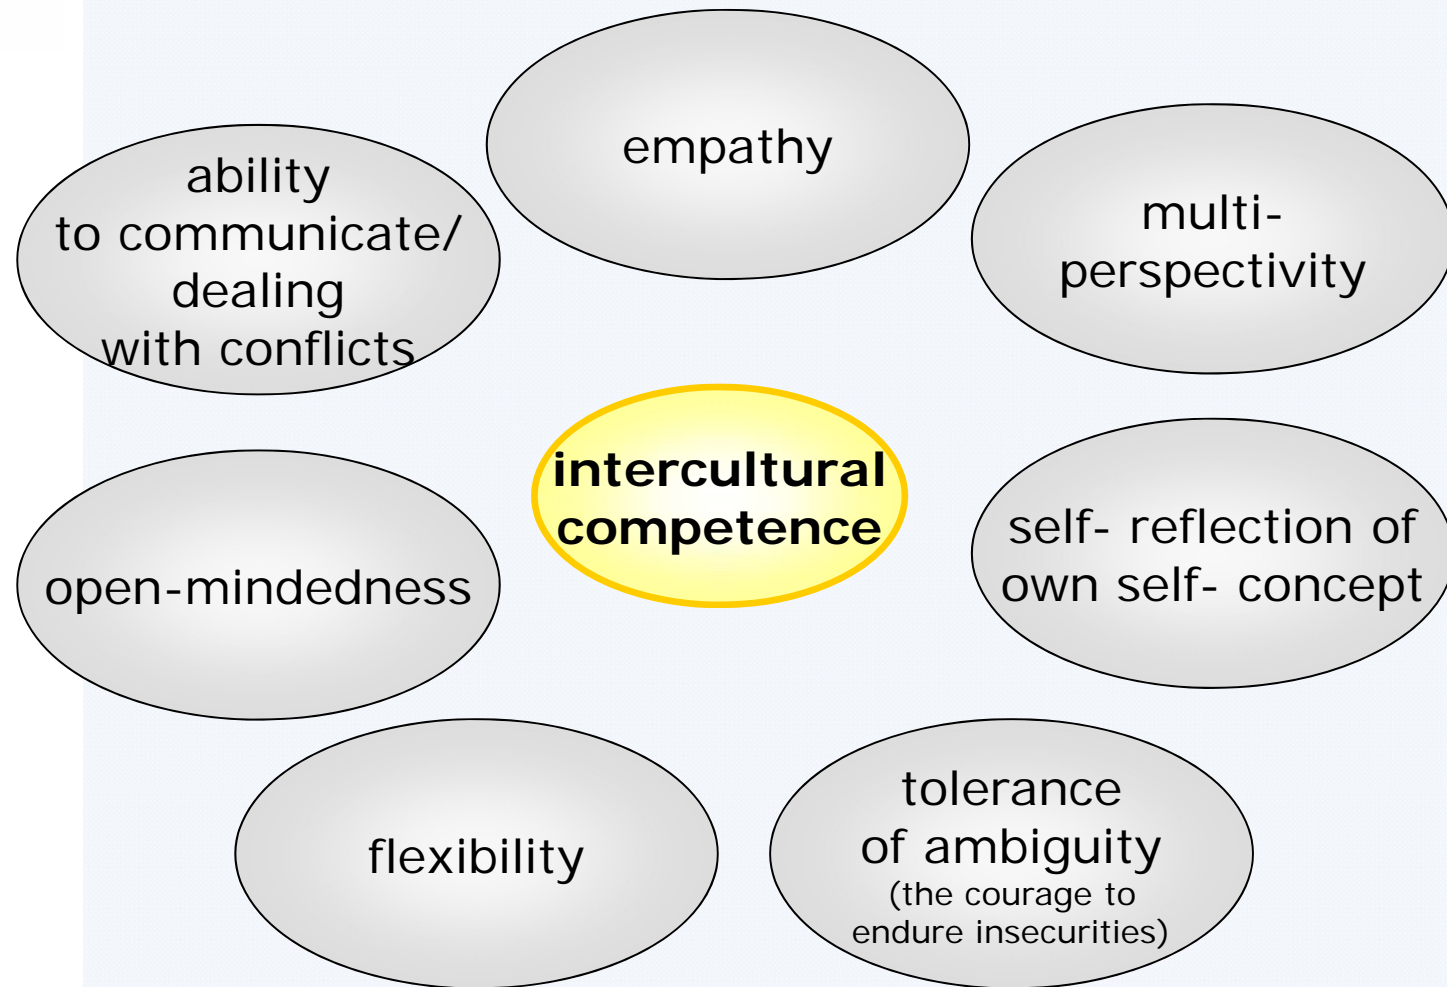 empathy
ability
to communicate/
dealing
with conflicts
multi-
perspectivity
intercultural
competence
self- reflection of
own self- concept
open-mindedness
flexibility
tolerance
of ambiguity
(the courage to
endure insecurities)